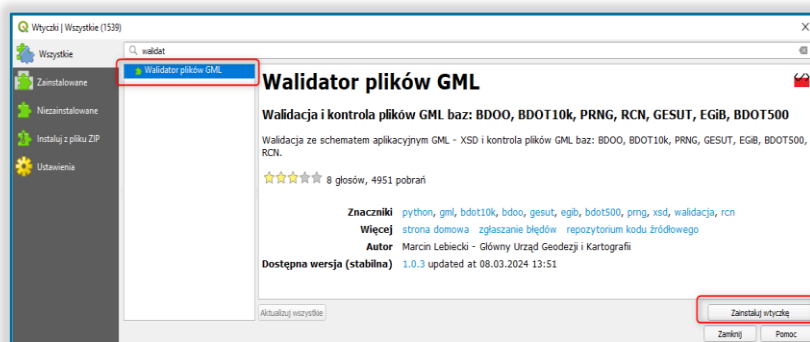 Wtyczki | Wszystkie (1539)
X
Wszystkie
walidat
Zainstalowane
Niezainstalowane
Instaluj z pliku ZIP
Ustawienia
Walidator plików GML
Walidator plików GML
Walidacja i kontrola plików GML baz: BDOO, BDOT10k, PRNG, RCN, GESUT, EGiB, BDOT500
Walidacja ze schematem aplikacyjnym GML - XSD i kontrola plików GML baz: BDOO, BDOT10k, PRNG, GESUT, EGiB, BDOT500,
RCN.
8 głosów, 4951 pobrań
Znaczniki python, gml, bdot10k, bdoo, gesut, egib, bdot500, prng, xsd, walidacja, rcn
Więcej strona domowa zgłaszanie błędów repozytorium kodu źródłowego
Autor Marcin Lebiecki - Główny Urząd Geodezji i Kartografii
Dostępna wersja (stabilna) 1.0.3 updated at 08.03.2024 13:51
Aktualizuj wszystkie
Zainstaluj wtyczkę
Zamknij
Pomoc